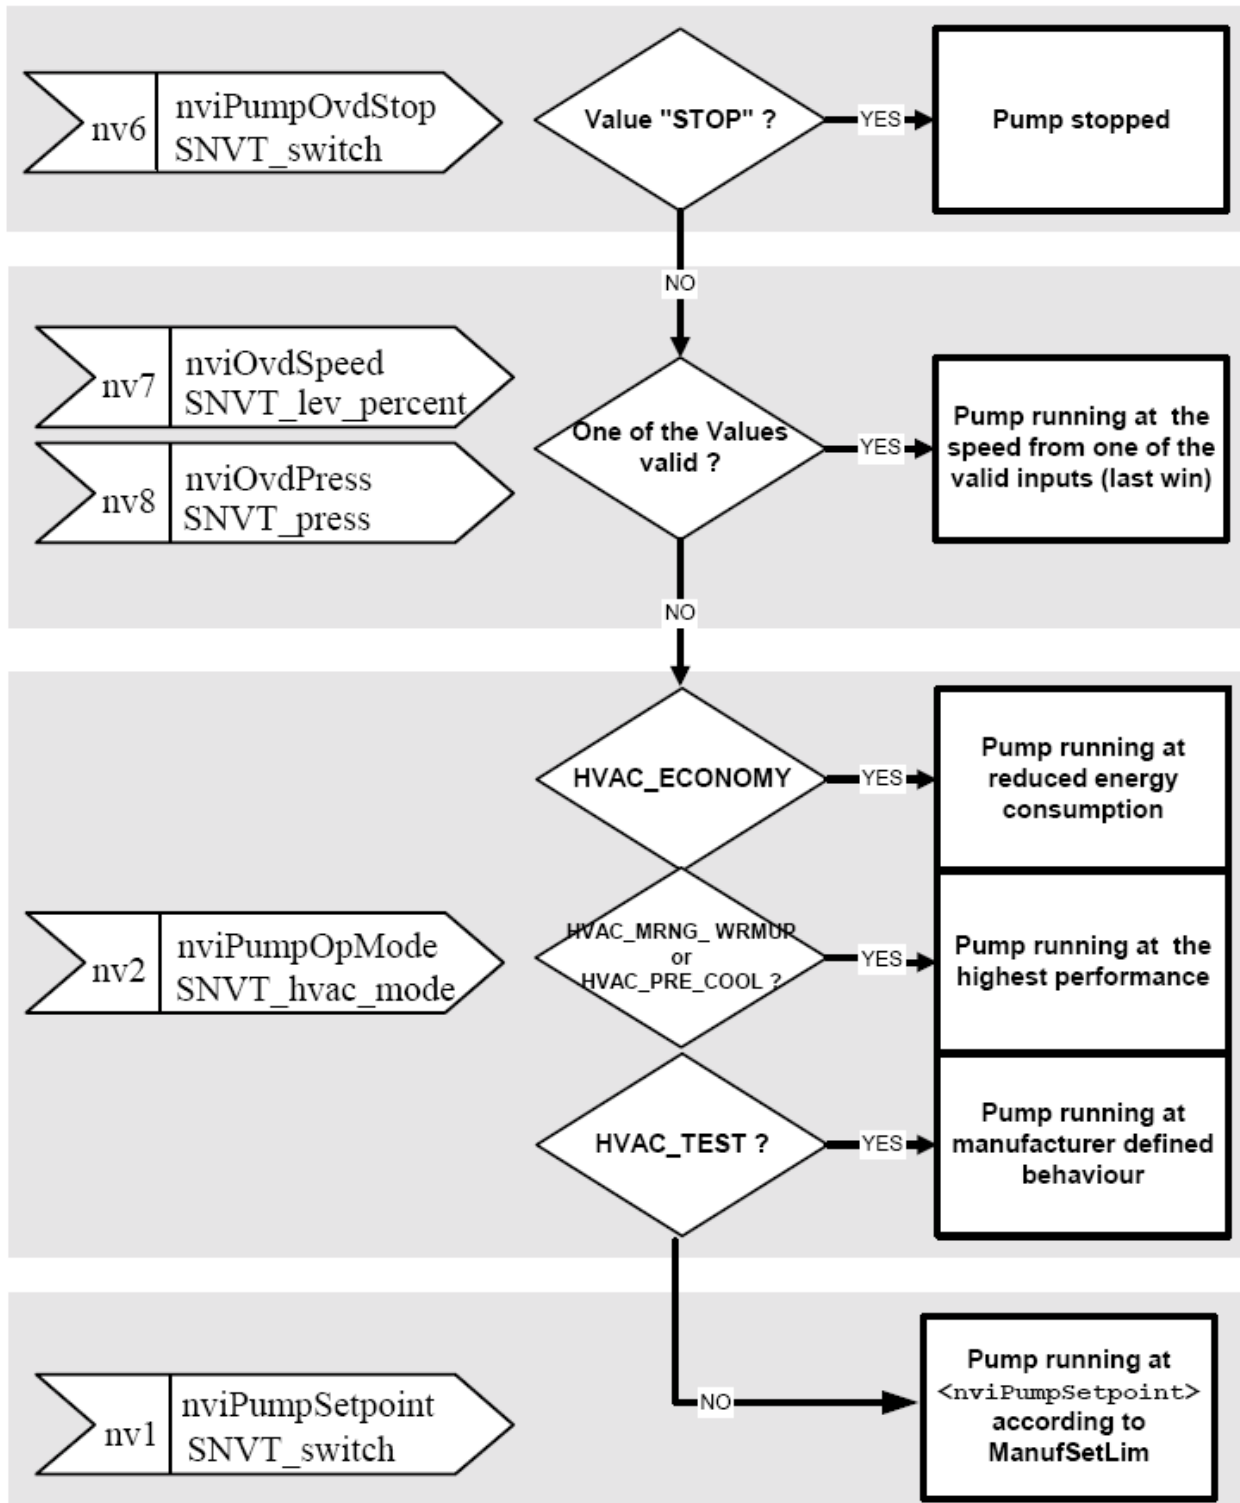 nv6
nviPumpOvdStop
SNVT_switch
Value "STOP" ?
YES
Pump stopped
NO
nv7
nviOvdSpeed
SNVT_lev_percent
nv8
nviOvdPress
SNVT_press
One of the Values
valid ?
YES
Pump running at the
speed from one of the
valid inputs (last win)
NO
HVAC_ECONOMY
YES
Pump running at
reduced energy
consumption
nv2
nviPumpOpMode
SNVT_hvac_mode
HVAC_MRNG_ WRMUP
or
HVAC_PRE_COOL ?
YES
Pump running at the
highest performance
HVAC_TEST ?
YES
Pump running at
manufacturer defined
behaviour
NO
nv1
nviPumpSetpoint
SNVT_switch
Pump running at
<nviPumpSetpoint>
according to
ManufSetLim